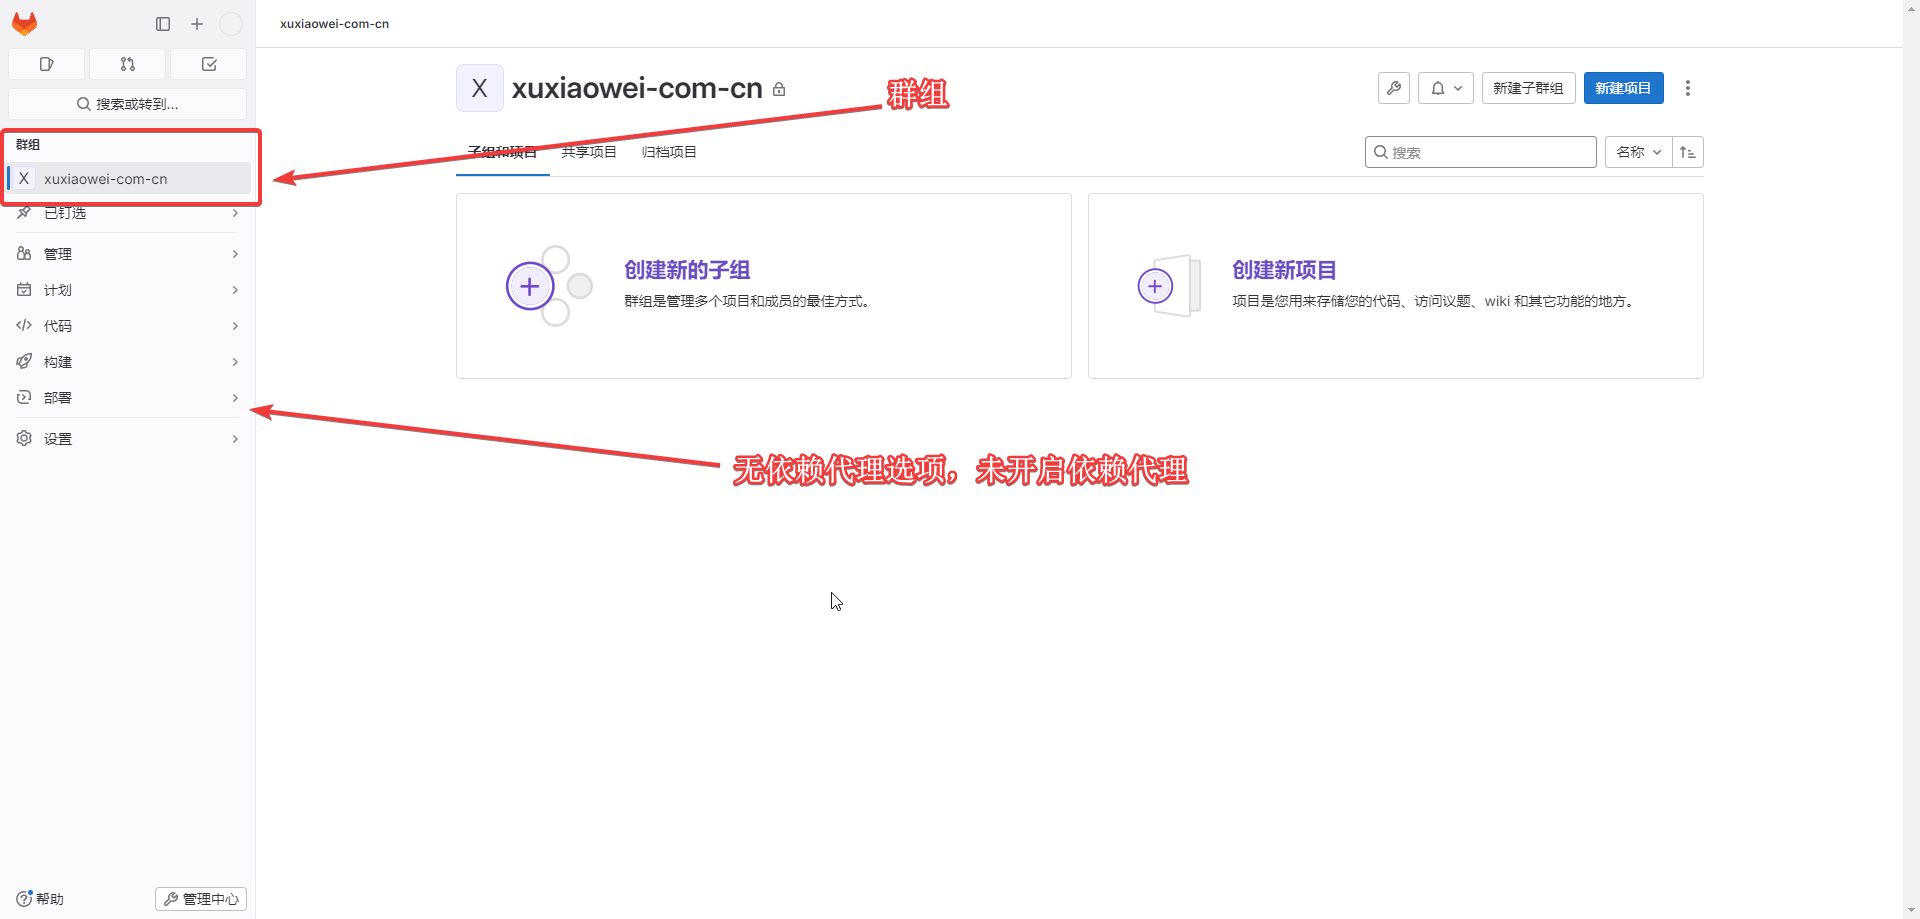 xuxiaowei-com-cn
搜索或转到...
群组
X xuxiaowei-com-cn
已钉选
管理
计划
代码
构建
部署
设置
帮助
管理中心
X xuxiaowei-com-cn
群组
新建子群组
新建项目
子组和项目 共享项目 归档项目
搜索
名称
创建新的子组
群组是管理多个项目和成员的最佳方式。
创建新项目
项目是您用来存储您的代码、访问议题、wiki 和其它功能的地方。
无依赖代理选项，未开启依赖代理